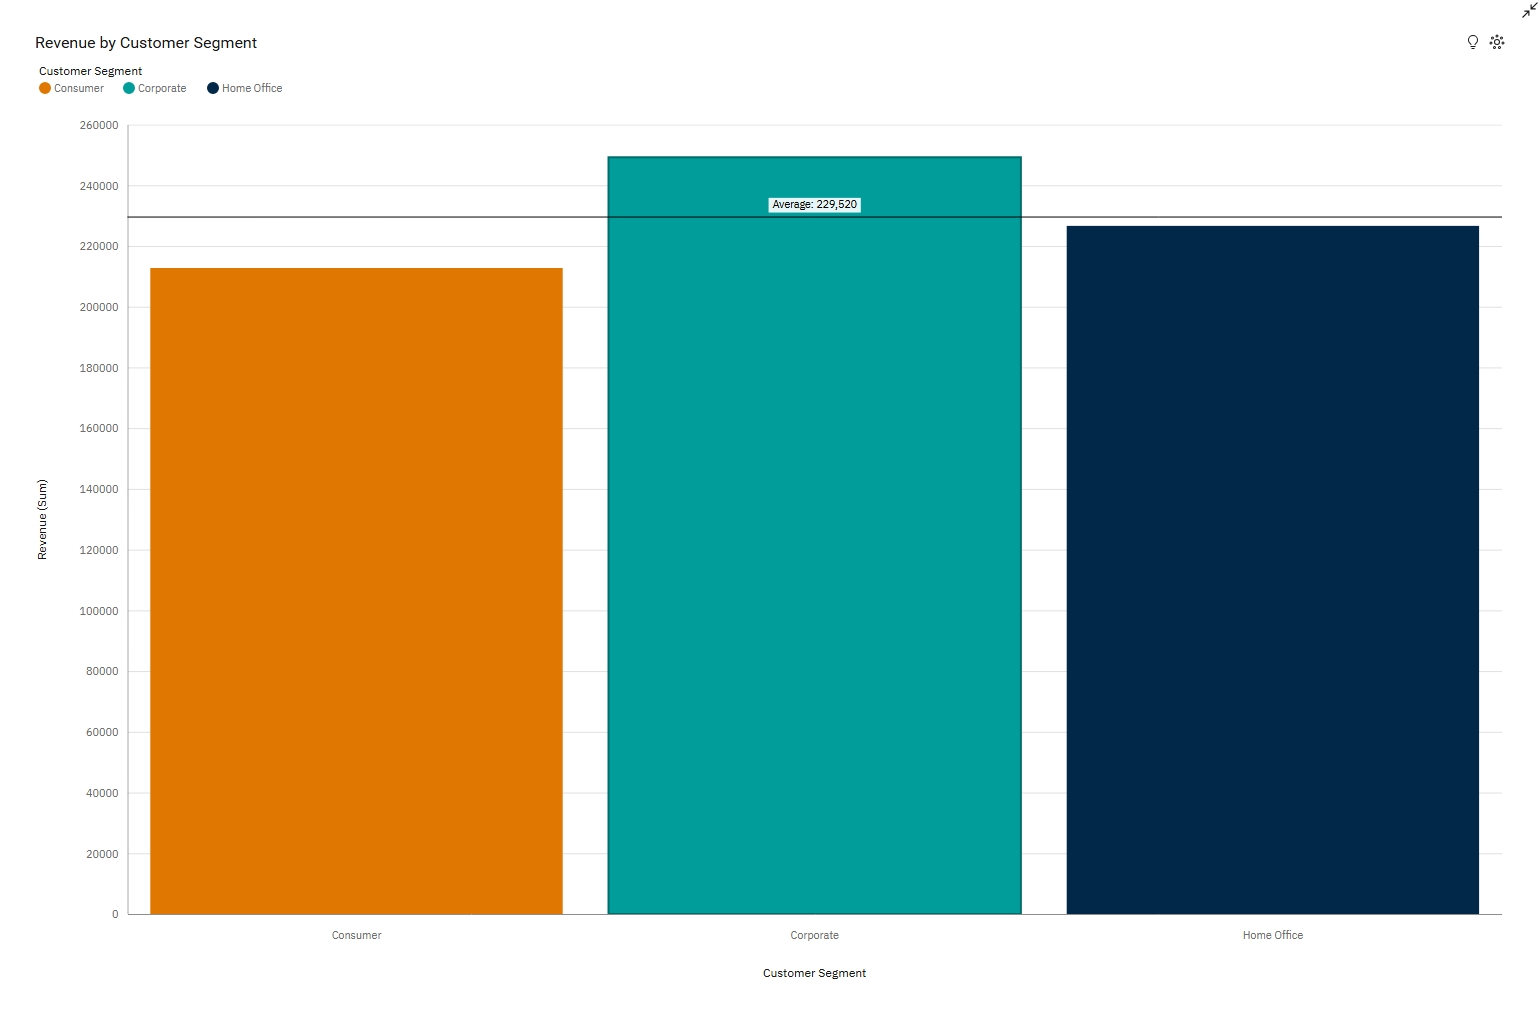 Revenue by Customer Segment
Customer Segment
Consumer Corporate Home Office
260000
240000
Average: 229,520
220000
200000
180000
160000
140000
120000
100000
80000
60000
40000
20000
0
Revenue (Sum)
Consumer Corporate Home Office
Customer Segment